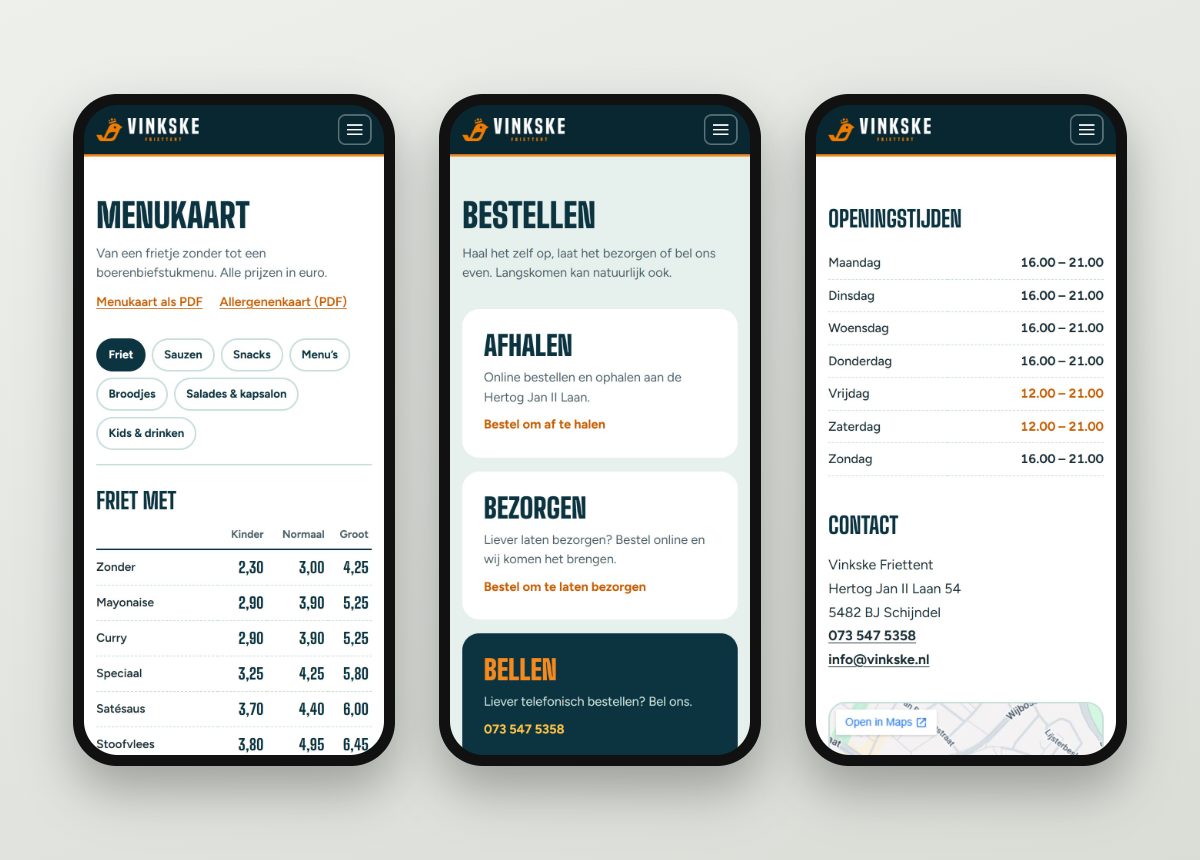 VINKSKE
FRIETTENT
MENUKAART
Van een frietje zonder tot een
boerenbiefstukmenu. Alle prijzen in euro.
Menukaart als PDF Allergenenkaart (PDF)
Friet Sauzen Snacks Menu's
Broodjes Salades & kapsalon
Kids & drinken
FRIET MET
Kinder Normaal Groot
Zonder 2,30 3,00 4,25
Mayonaise 2,90 3,90 5,25
Curry 2,90 3,90 5,25
Speciaal 3,25 4,25 5,80
Satésaus 3,70 4,40 6,00
Stoofvlees 3,80 4,95 6,45
VINKSKE
FRIETTENT
BESTELLEN
Haal het zelf op, laat het bezorgen of bel ons
even. Langskomen kan natuurlijk ook.
AFHALEN
Online bestellen en ophalen aan de
Hertog Jan II Laan.
Bestel om af te halen
BEZORGEN
Liever laten bezorgen? Bestel online en
wij komen het brengen.
Bestel om te laten bezorgen
BELLEN
Liever telefonisch bestellen? Bel ons.
073 547 5358
VINKSKE
FRIETTENT
OPENINGSTIJDEN
Maandag 16.00 – 21.00
Dinsdag 16.00 – 21.00
Woensdag 16.00 – 21.00
Donderdag 16.00 – 21.00
Vrijdag 12.00 – 21.00
Zaterdag 12.00 – 21.00
Zondag 16.00 – 21.00
CONTACT
Vinkske Friettent
Hertog Jan II Laan 54
5482 BJ Schijndel
073 547 5358
info@vinkske.nl
Open in Maps